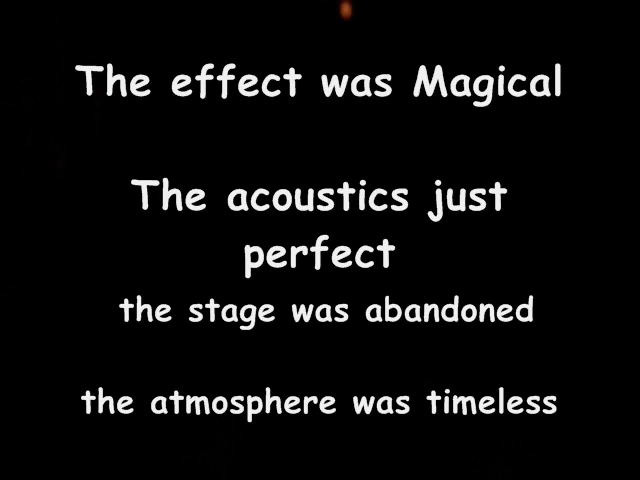 The effect was Magical
The acoustics just
perfect
the stage was abandoned
the atmosphere was timeless